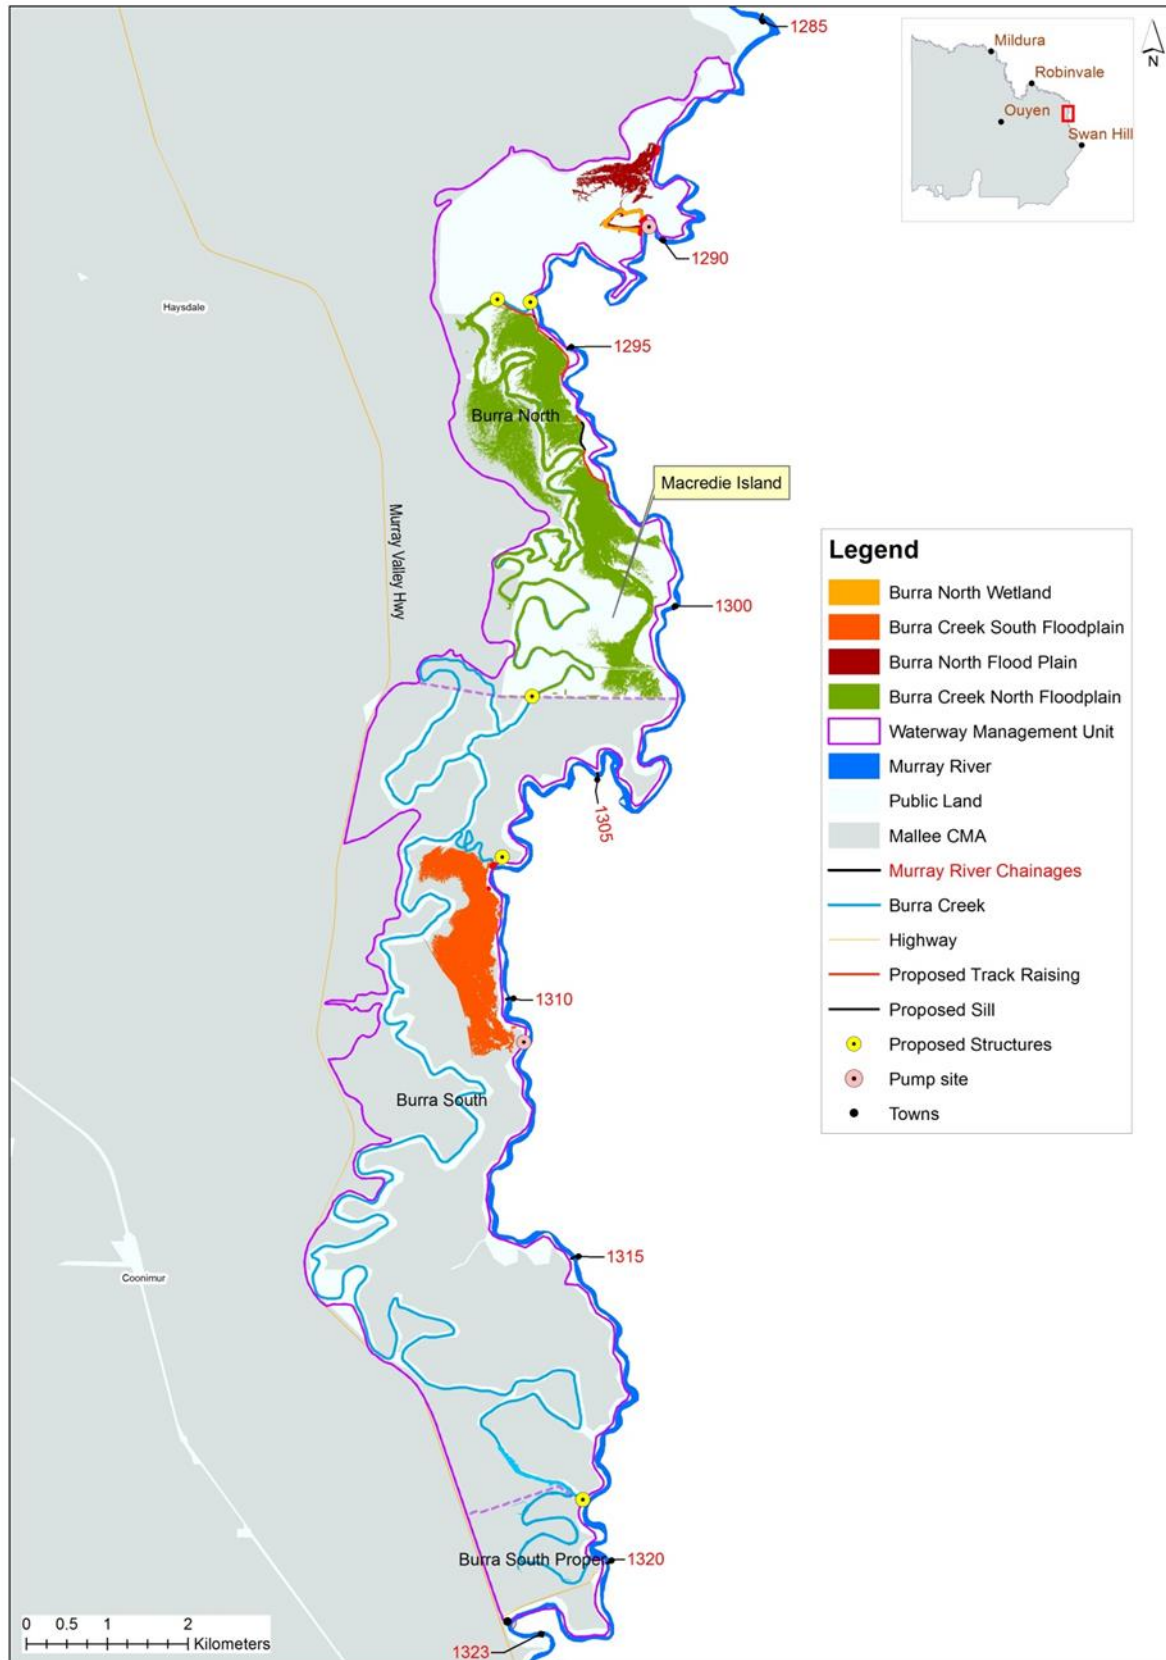 1285
Mildura
Robinvale
Ouyen
Swan Hill
N
1290
Haysdale
1295
Burra North
Macredie Island
Murray Valley Hwy
1300
1305
1310
Burra South
1315
Coonimur
Burra South Proper
1320
1323
0 0.5 1 2
Kilometers
Legend
Burra North Wetland
Burra Creek South Floodplain
Burra North Flood Plain
Burra Creek North Floodplain
Waterway Management Unit
Murray River
Public Land
Mallee CMA
Murray River Chainages
Burra Creek
Highway
Proposed Track Raising
Proposed Sill
Proposed Structures
Pump site
Towns